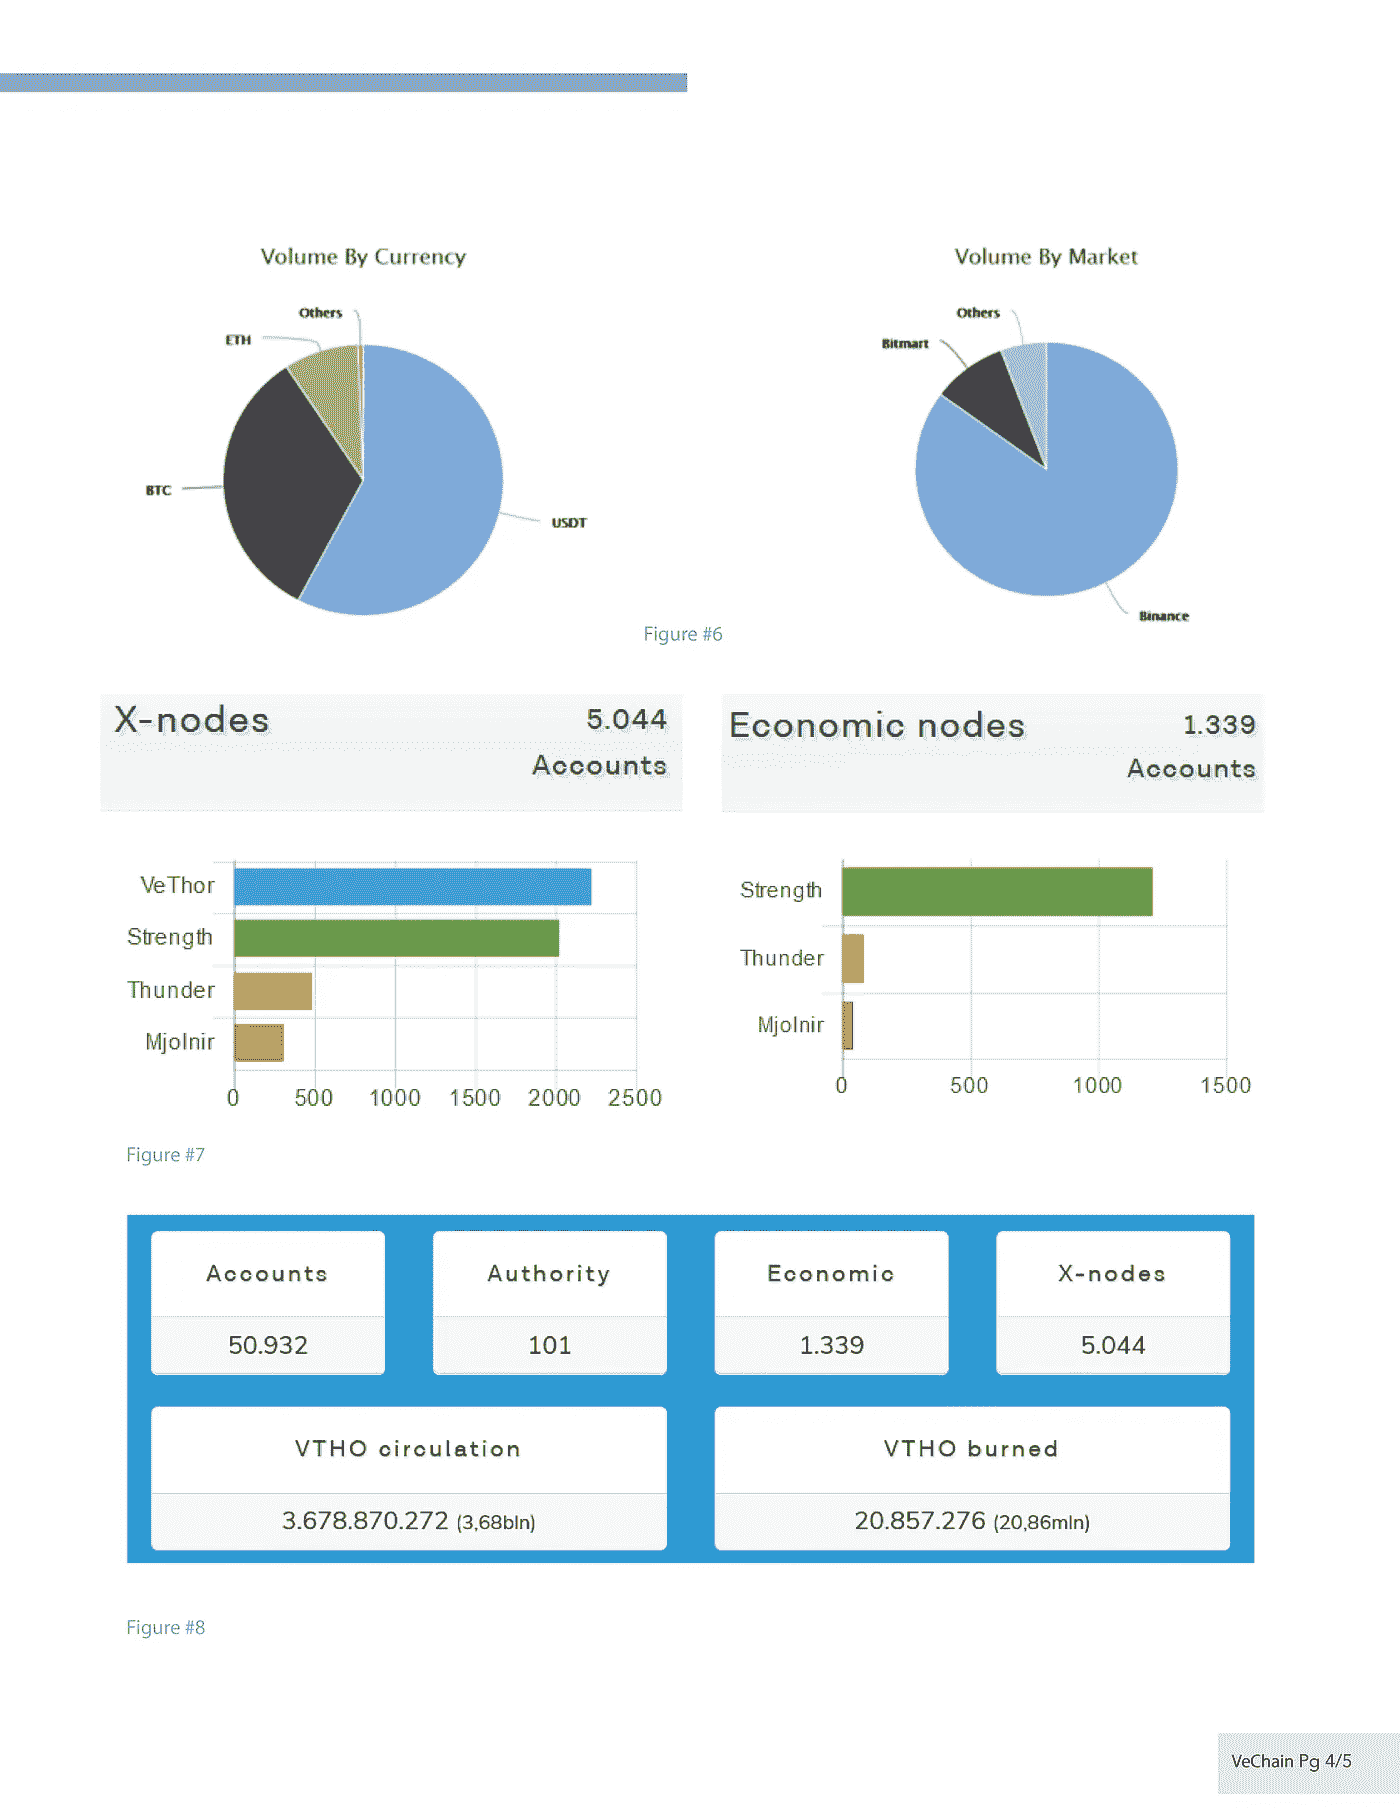 Volume By Currency
Others
ETH
BTC
USDT
Volume By Market
Others
Bitmart
Binance
Figure #6
X-nodes 5.044
Accounts
Economic nodes 1.339
Accounts
VeThor
Strength
Thunder
Mjolnir
0 500 1000 1500 2000 2500
Strength
Thunder
Mjolnir
0 500 1000 1500
Figure #7
Accounts Authority Economic X-nodes
50.932 101 1.339 5.044
VTHO circulation VTHO burned
3.678.870.272 (3,68bln) 20.857.276 (20,86mln)
Figure #8
VeChain Pg 4/5